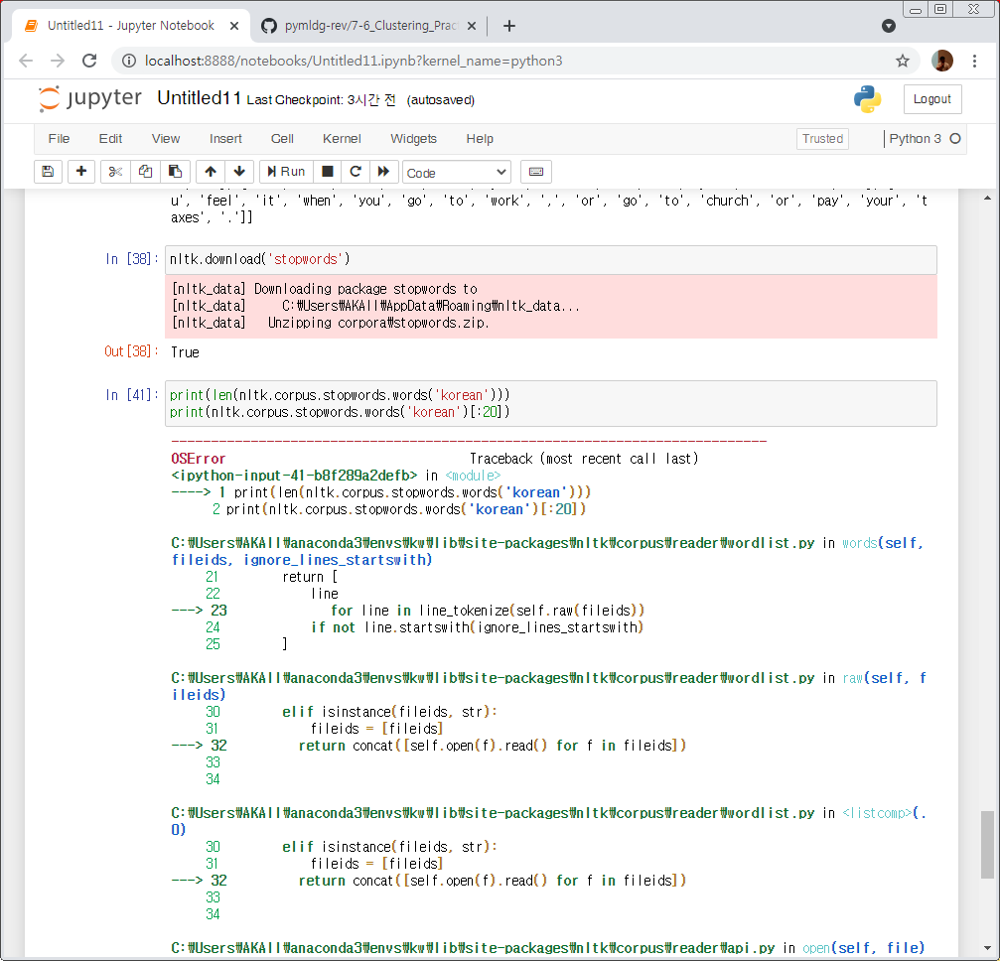 Untitled11 - Jupyter Notebook
pymldg-rev/7-6_Clustering_Prac
localhost:8888/notebooks/Untitled11.ipynb?kernel_name=python3
jupyter Untitled11 Last Checkpoint: 3시간 전 (autosaved)
Logout
File Edit View Insert Cell Kernel Widgets Help
Trusted
Python 3
Run
Code
u', 'feel', 'it', 'when', 'you', 'go', 'to', 'work', ',', 'or', 'go', 'to', 'church', 'or', 'pay', 'your', 't
axes', '.']]
In [38]: nltk.download('stopwords')
[nltk_data] Downloading package stopwords to
[nltk_data]     C:₩Users₩AKAII₩AppData₩Roaming₩nltk_data...
[nltk_data]   Unzipping corpora₩stopwords.zip.
Out[38]: True
In [41]: print(len(nltk.corpus.stopwords.words('korean')))
print(nltk.corpus.stopwords.words('korean')[:20])
---------------------------------------------------------------------------
OSError                                   Traceback (most recent call last)
<ipython-input-41-b8f289a2defb> in <module>
----> 1 print(len(nltk.corpus.stopwords.words('korean')))
      2 print(nltk.corpus.stopwords.words('korean')[:20])
C:₩Users₩AKAII₩anaconda3₩envs₩kw₩lib₩site-packages₩nltk₩corpus₩reader₩wordlist.py in words(self,
fileids, ignore_lines_startswith)
     21         return [
     22             line
---> 23             for line in line_tokenize(self.raw(fileids))
     24             if not line.startswith(ignore_lines_startswith)
     25         ]
C:₩Users₩AKAII₩anaconda3₩envs₩kw₩lib₩site-packages₩nltk₩corpus₩reader₩wordlist.py in raw(self, f
ileids)
     30         elif isinstance(fileids, str):
     31             fileids = [fileids]
---> 32         return concat([self.open(f).read() for f in fileids])
     33
     34
C:₩Users₩AKAII₩anaconda3₩envs₩kw₩lib₩site-packages₩nltk₩corpus₩reader₩wordlist.py in <listcomp>(.
0)
     30         elif isinstance(fileids, str):
     31             fileids = [fileids]
---> 32         return concat([self.open(f).read() for f in fileids])
     33
     34
C:₩Users₩AKAII₩anaconda3₩envs₩kw₩lib₩site-packages₩nltk₩corpus₩reader₩api.py in open(self, file)